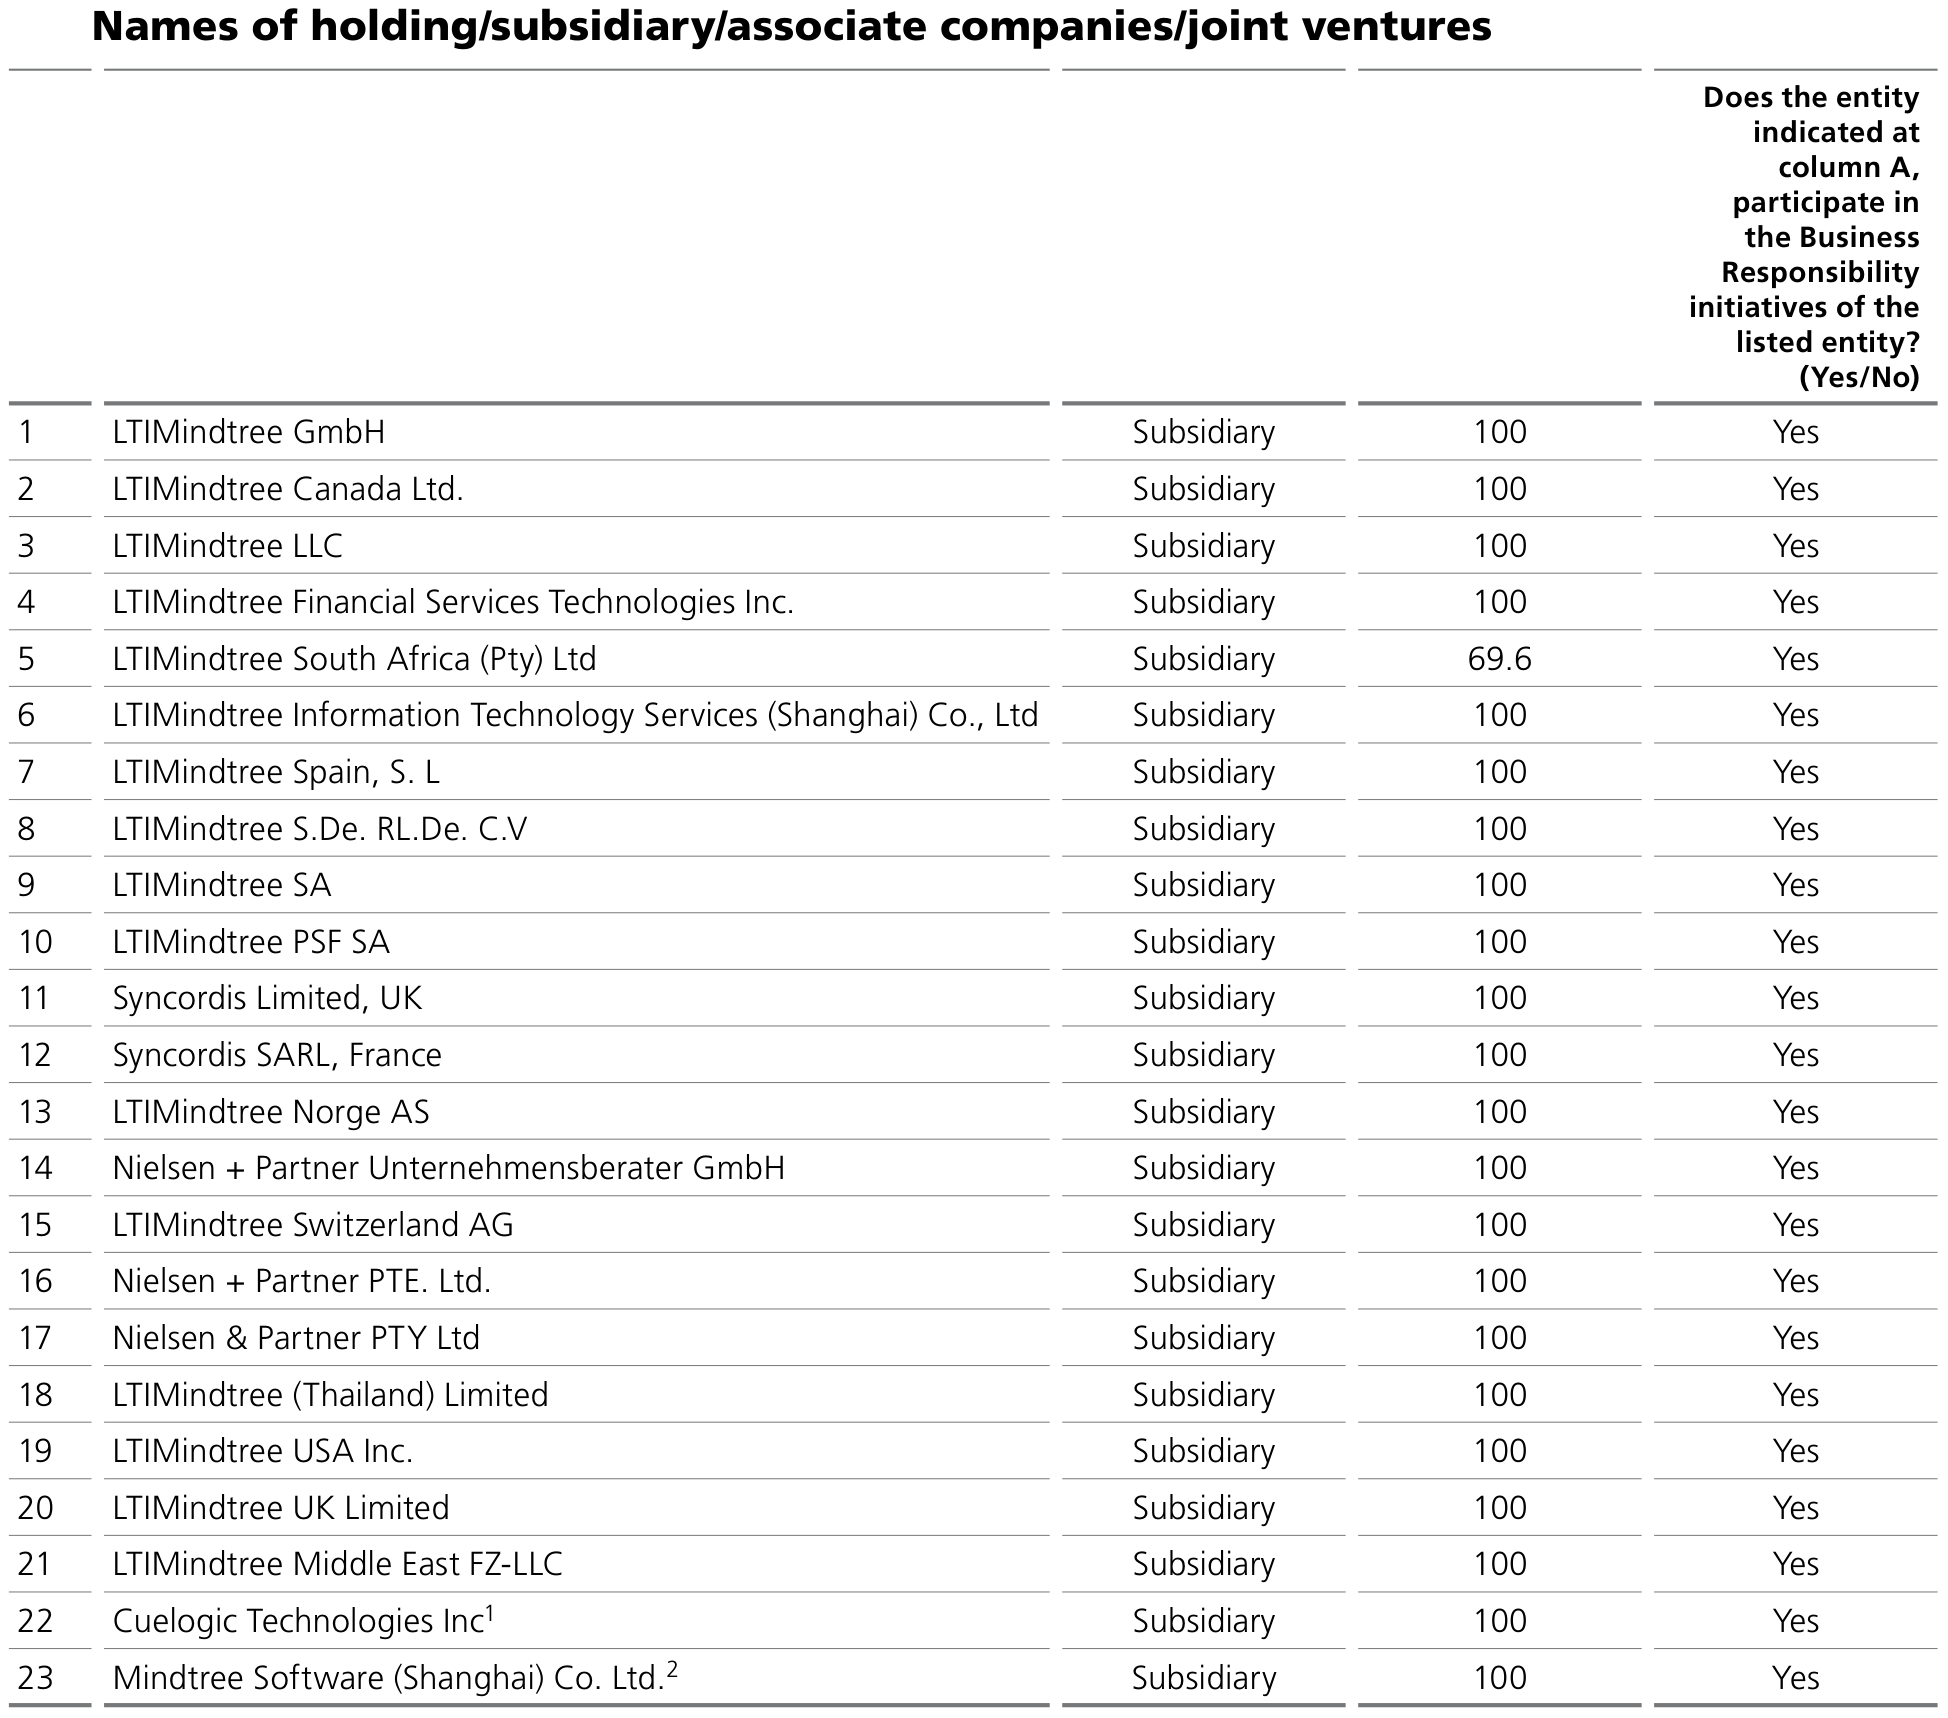 Names of holding/subsidiary/associate companies/joint ventures
Does the entity
indicated at
column A,
participate in
the Business
Responsibility
initiatives of the
listed entity?
(Yes/No)
1 LTIMindtree GmbH Subsidiary 100 Yes
2 LTIMindtree Canada Ltd. Subsidiary 100 Yes
3 LTIMindtree LLC Subsidiary 100 Yes
4 LTIMindtree Financial Services Technologies Inc. Subsidiary 100 Yes
5 LTIMindtree South Africa (Pty) Ltd Subsidiary 69.6 Yes
6 LTIMindtree Information Technology Services (Shanghai) Co., Ltd Subsidiary 100 Yes
7 LTIMindtree Spain, S. L Subsidiary 100 Yes
8 LTIMindtree S.De. RL.De. C.V Subsidiary 100 Yes
9 LTIMindtree SA Subsidiary 100 Yes
10 LTIMindtree PSF SA Subsidiary 100 Yes
11 Syncordis Limited, UK Subsidiary 100 Yes
12 Syncordis SARL, France Subsidiary 100 Yes
13 LTIMindtree Norge AS Subsidiary 100 Yes
14 Nielsen + Partner Unternehmensberater GmbH Subsidiary 100 Yes
15 LTIMindtree Switzerland AG Subsidiary 100 Yes
16 Nielsen + Partner PTE. Ltd. Subsidiary 100 Yes
17 Nielsen & Partner PTY Ltd Subsidiary 100 Yes
18 LTIMindtree (Thailand) Limited Subsidiary 100 Yes
19 LTIMindtree USA Inc. Subsidiary 100 Yes
20 LTIMindtree UK Limited Subsidiary 100 Yes
21 LTIMindtree Middle East FZ-LLC Subsidiary 100 Yes
22 Cuelogic Technologies Inc¹ Subsidiary 100 Yes
23 Mindtree Software (Shanghai) Co. Ltd.² Subsidiary 100 Yes